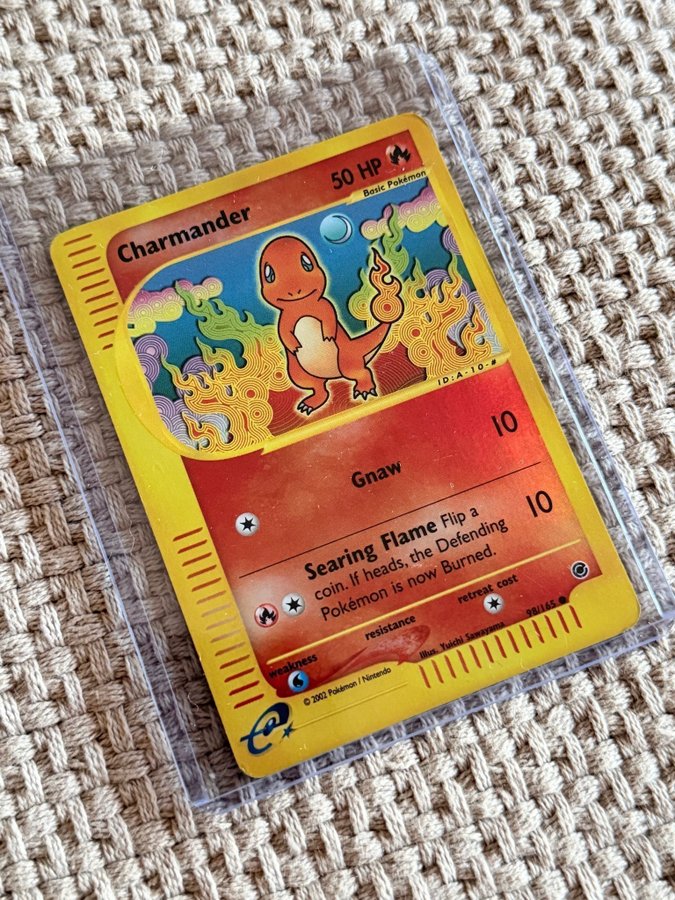 Charmander
50 HP
Basic Pokémon
ID:A-10-#
Gnaw
10
Searing Flame Flip a
coin. If heads, the Defending
Pokémon is now Burned.
10
weakness
resistance
retreat cost
Illus. Yuichi Sawayama
98/165
© 2002 Pokémon / Nintendo
e